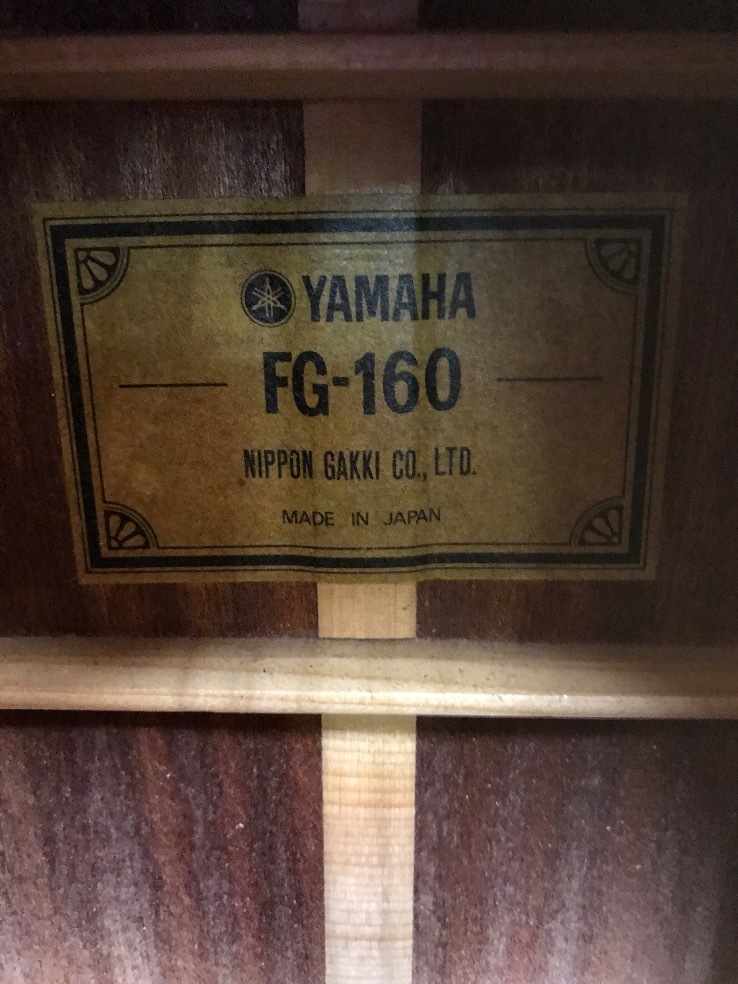 YAMAHA
FG-160
NIPPON GAKKI CO., LTD.
MADE IN JAPAN